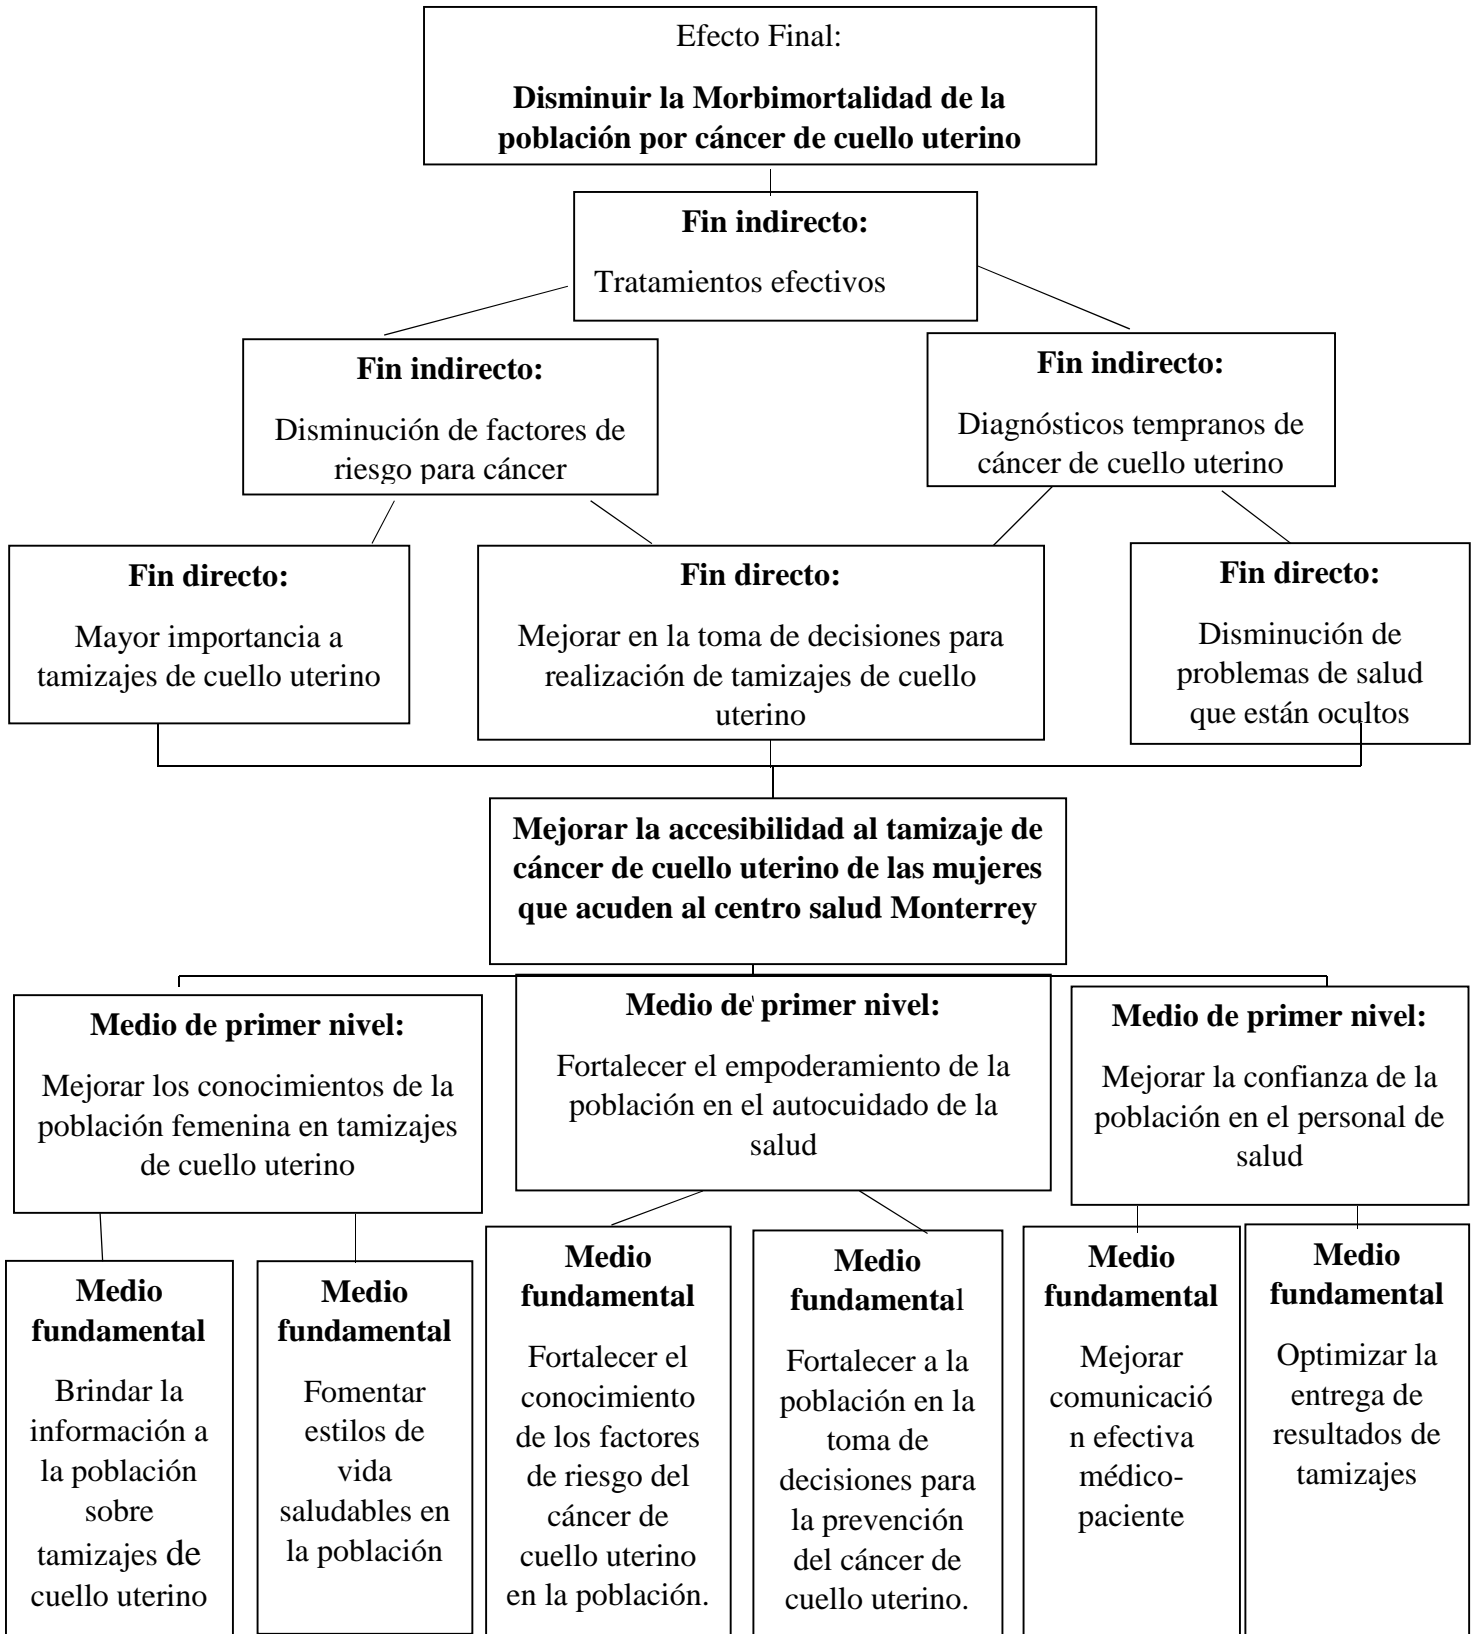 Efecto Final:
Disminuir la Morbimortalidad de la
población por cáncer de cuello uterino
Fin indirecto:
Tratamientos efectivos
Fin indirecto:
Disminución de factores de
riesgo para cáncer
Fin indirecto:
Diagnósticos tempranos de
cáncer de cuello uterino
Fin directo:
Mayor importancia a
tamizajes de cuello uterino
Fin directo:
Mejorar en la toma de decisiones para
realización de tamizajes de cuello
uterino
Fin directo:
Disminución de
problemas de salud
que están ocultos
Mejorar la accesibilidad al tamizaje de
cáncer de cuello uterino de las mujeres
que acuden al centro salud Monterrey
Medio de primer nivel:
Mejorar los conocimientos de la
población femenina en tamizajes
de cuello uterino
Medio de primer nivel:
Fortalecer el empoderamiento de la
población en el autocuidado de la
salud
Medio de primer nivel:
Mejorar la confianza de la
población en el personal de
salud
Medio
fundamental
Brindar la
información a
la población
sobre
tamizajes de
cuello uterino
Medio
fundamental
Fomentar
estilos de
vida
saludables en
la población
Medio
fundamental
Fortalecer el
conocimiento
de los factores
de riesgo del
cáncer de
cuello uterino
en la población.
Medio
fundamental
Fortalecer a la
población en la
toma de
decisiones para
la prevención
del cáncer de
cuello uterino.
Medio
fundamental
Mejorar
comunicació
n efectiva
médico-
paciente
Medio
fundamental
Optimizar la
entrega de
resultados de
tamizajes